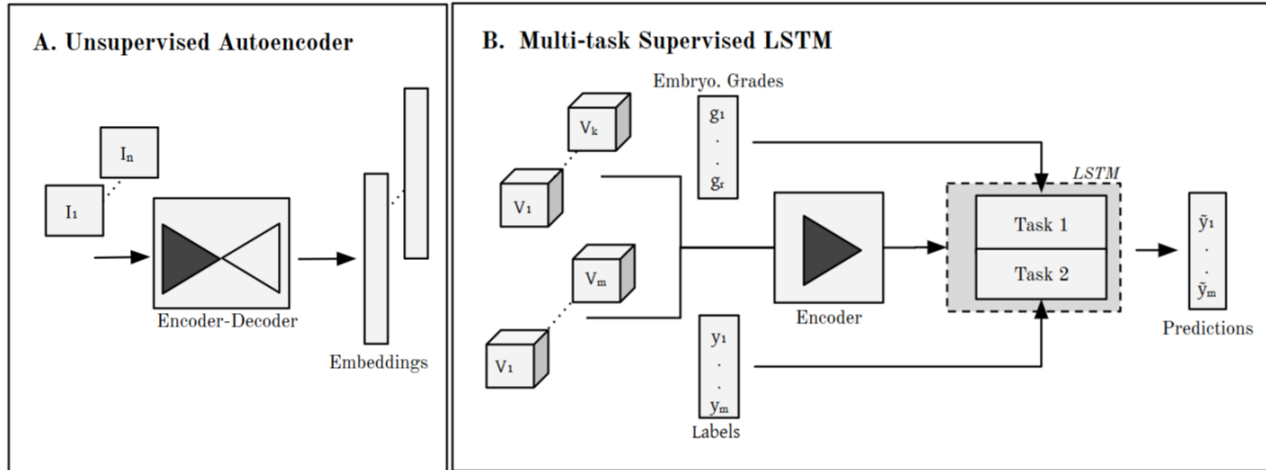 A. Unsupervised Autoencoder
Iₙ
I₁
Encoder-Decoder
Embeddings
B. Multi-task Supervised LSTM
Embryo. Grades
Vₖ
V₁
g₁
.
.
gᵣ
Vₘ
V₁
y₁
.
.
yₘ
Labels
Encoder
LSTM
Task 1
Task 2
ỹ₁
.
.
ỹₘ
Predictions